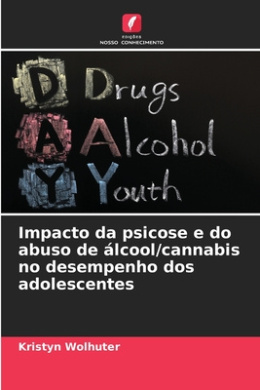 edições
NOSSO CONHECIMENTO
D Drugs
A Alcohol
Y Youth
Impacto da psicose e do
abuso de álcool/cannabis
no desempenho dos
adolescentes
Kristyn Wolhuter